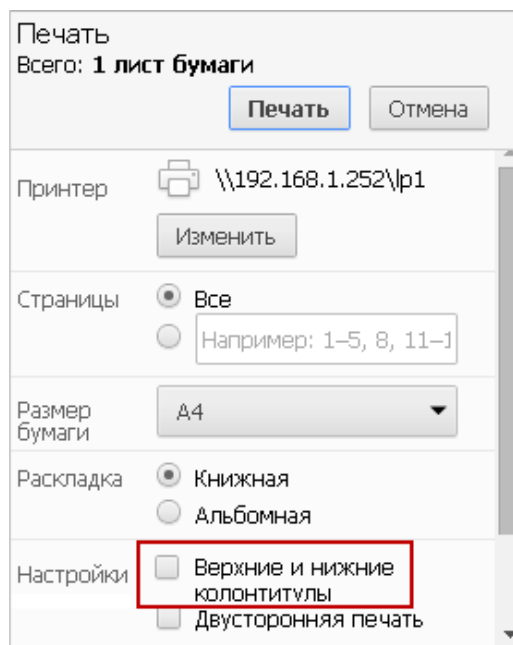 Печать
Всего: 1 лист бумаги
Печать
Отмена
Принтер
\\192.168.1.252\lp1
Изменить
Страницы
Все
Например: 1–5, 8, 11–1
Размер
бумаги
A4
Раскладка
Книжная
Альбомная
Настройки
Верхние и нижние
колонтитулы
Двусторонняя печать